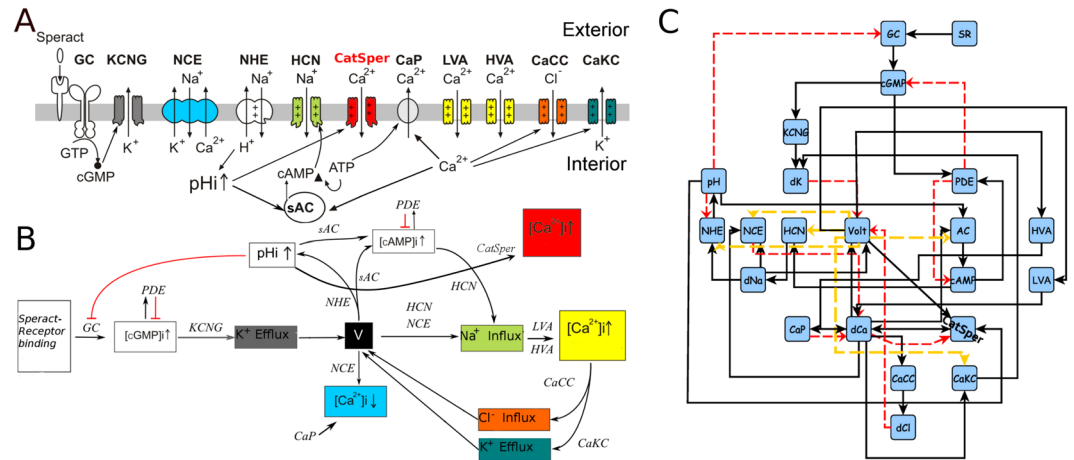 A
Exterior
C
Speract
GC KCNG NCE NHE HCN CatSper CaP LVA HVA CaCC CaKC
Na⁺ Na⁺ Na⁺ Ca²⁺ Ca²⁺ Ca²⁺ Ca²⁺ Cl⁻
K⁺ K⁺ Ca²⁺ H⁺ K⁺
GTP
cGMP
pHi↑
cAMP
ATP
sAC
Ca²⁺
Interior
B
PDE
sAC
[cAMP]i↑
[Ca²⁺]i↑
pHi ↑
CatSper
sAC
HCN
NHE
PDE
Speract-
Receptor
binding
GC
[cGMP]i↑
KCNG
K⁺ Efflux
V
HCN
NCE
Na⁺ Influx
LVA
HVA
[Ca²⁺]i↑
NCE
[Ca²⁺]i ↓
CaP
CaCC
Cl⁻ Influx
K⁺ Efflux
CaKC
GC
SR
cGMP
KCNG
pH
dK
PDE
NHE
NCE
HCN
Volt
AC
HVA
dNa
cAMP
LVA
CaP
dCa
CatSper
CaCC
CaKC
dCl